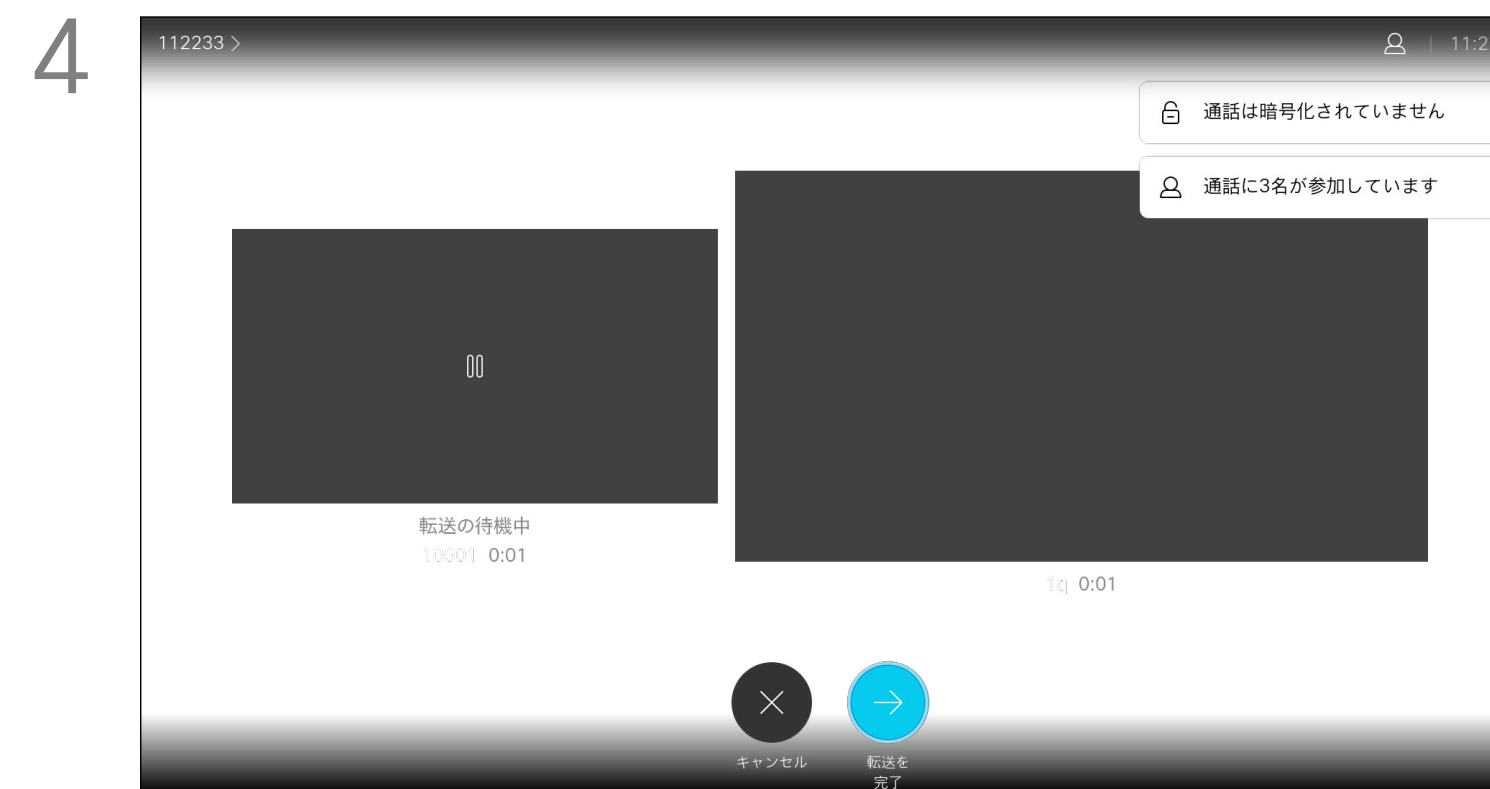 4
112233 >
11:2
通話は暗号化されていません
通話に3名が参加しています
転送の待機中
10001 0:01
1q 0:01
キャンセル
転送を
完了